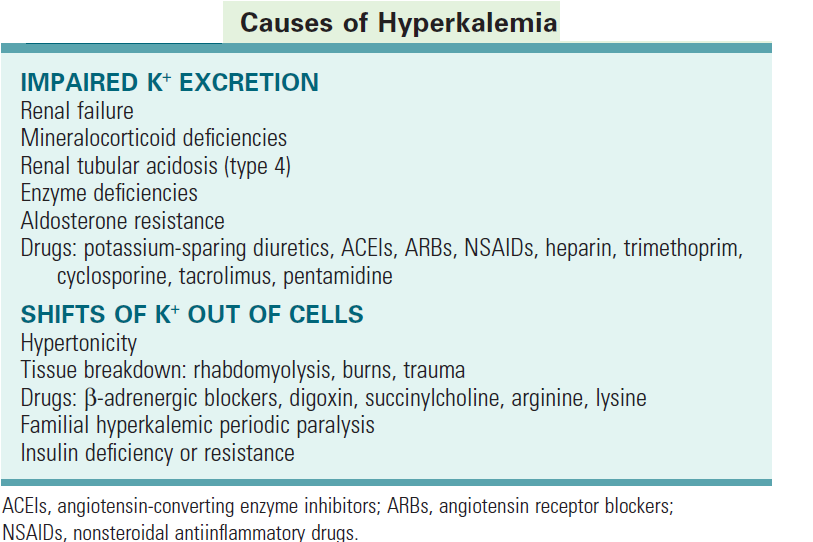 Causes of Hyperkalemia
IMPAIRED K⁺ EXCRETION
Renal failure
Mineralocorticoid deficiencies
Renal tubular acidosis (type 4)
Enzyme deficiencies
Aldosterone resistance
Drugs: potassium-sparing diuretics, ACEIs, ARBs, NSAIDs, heparin, trimethoprim,
cyclosporine, tacrolimus, pentamidine
SHIFTS OF K⁺ OUT OF CELLS
Hypertonicity
Tissue breakdown: rhabdomyolysis, burns, trauma
Drugs: β-adrenergic blockers, digoxin, succinylcholine, arginine, lysine
Familial hyperkalemic periodic paralysis
Insulin deficiency or resistance
ACEIs, angiotensin-converting enzyme inhibitors; ARBs, angiotensin receptor blockers;
NSAIDs, nonsteroidal antiinflammatory drugs.